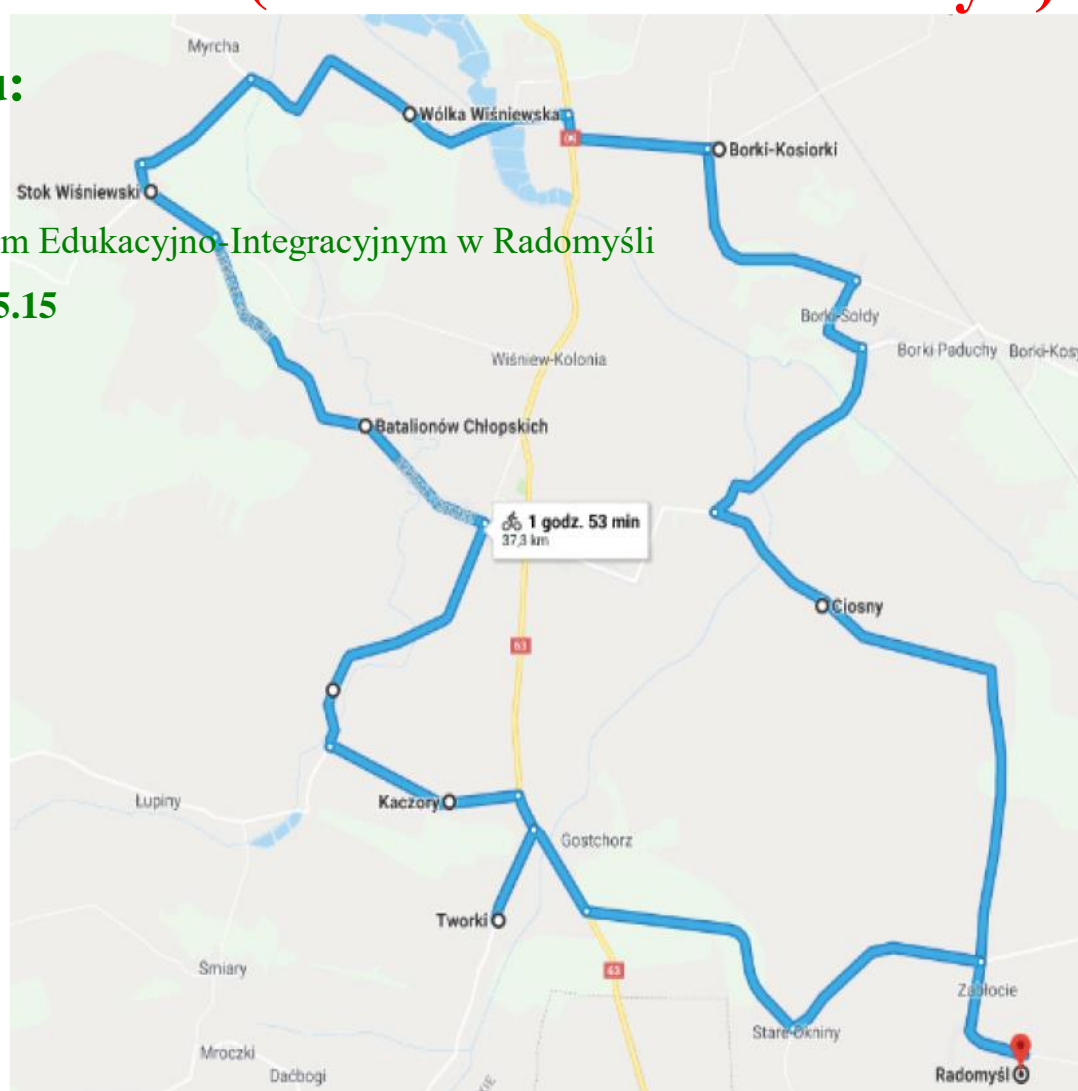 Myrcha
u:
Wólka Wiśniewska
Borki-Kosiorki
Stok Wiśniewski
m Edukacyjno-Integracyjnym w Radomyśli
5.15
Borki-Sołdy
Wiśniew-Kolonia
Borki Paduchy
Borki-Kosy
Batalionów Chłopskich
1 godz. 53 min
37,3 km
Ciosny
63
Łupiny
Kaczory
Gostchorz
Tworki
Śmiary
63
Zabłocie
Stare Okniny
Mroczki
Radomyśl
Daćbogi